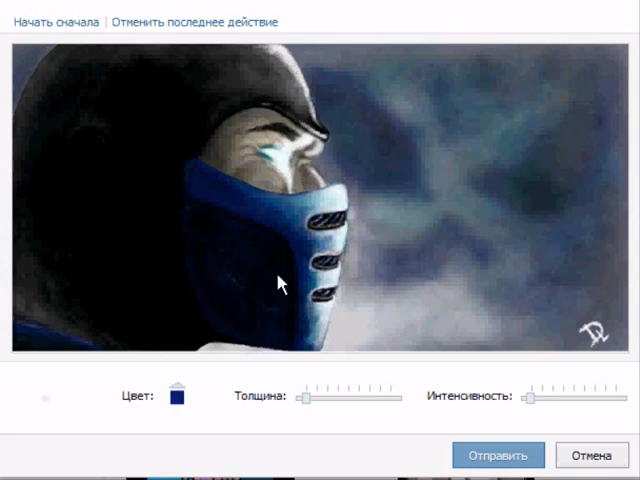 Начать сначала | Отменить последнее действие
Цвет: Толщина: Интенсивность:
Отправить Отмена